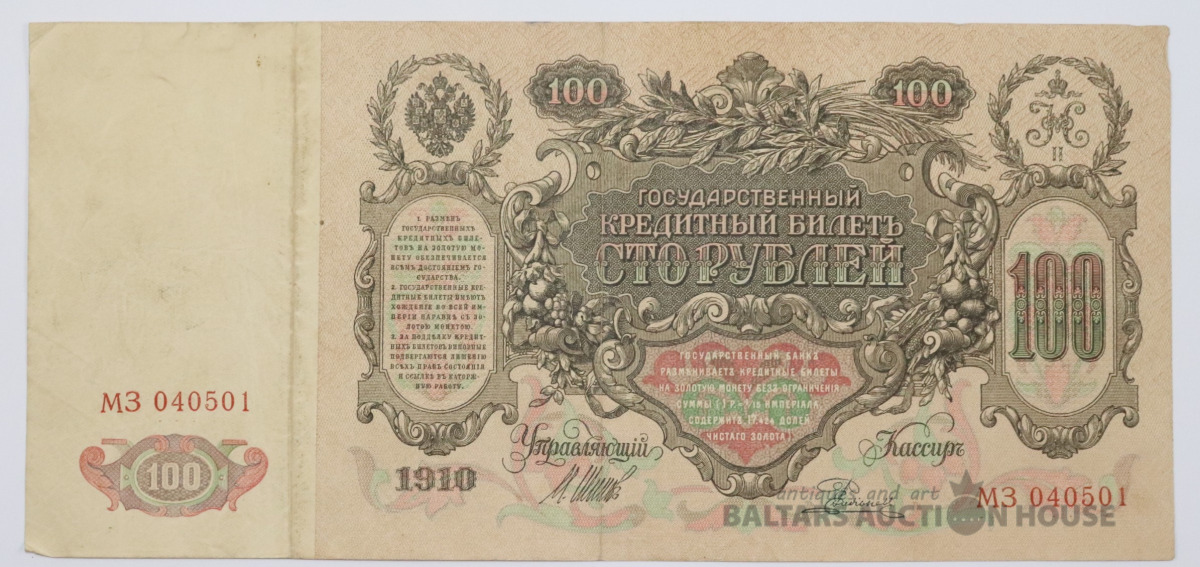 100
100
II
ГОСУДАРСТВЕННЫЙ
КРЕДИТНЫЙ БИЛЕТЪ
СТО РУБЛЕЙ
1. РАЗМѢНЪ
ГОСУДАРСТВЕННЫХЪ
КРЕДИТНЫХЪ БИЛЕ-
ТОВЪ НА ЗОЛОТУЮ МО-
НЕТУ ОБЕЗПЕЧИВАЕТСЯ
ВСѢМЪ ДОСТОЯНІЕМЪ ГО-
СУДАРСТВА.
2. ГОСУДАРСТВЕННЫЕ КРЕ-
ДИТНЫЕ БИЛЕТЫ ИМѢЮТЪ
ХОЖДЕНІЕ ВО ВСЕЙ ИМ-
ПЕРІИ НАРАВНѢ СЪ ЗО-
ЛОТОЮ МОНЕТОЮ.
3. ЗА ПОДДѢЛКУ КРЕДИТ-
НЫХЪ БИЛЕТОВЪ ВИНОВНЫЕ
ПОДВЕРГАЮТСЯ ЛИШЕНІЮ
ВСѢХЪ ПРАВЪ СОСТОЯНІЯ
И ССЫЛКѢ ВЪ КАТОРЖ-
НУЮ РАБОТУ.
100
ГОСУДАРСТВЕННЫЙ БАНКЪ
РАЗМѢНИВАЕТЪ КРЕДИТНЫЕ БИЛЕТЫ
НА ЗОЛОТУЮ МОНЕТУ БЕЗЪ ОГРАНИЧЕНІЯ
СУММЫ (1 Р.= 1/15 ИМПЕРІАЛА,
СОДЕРЖИТЪ 17,424 ДОЛЕЙ
ЧИСТАГО ЗОЛОТА)
МЗ 040501
100
Управляющій
Кассиръ
1910
МЗ 040501
antiques and art
BALTARS AUCTION HOUSE